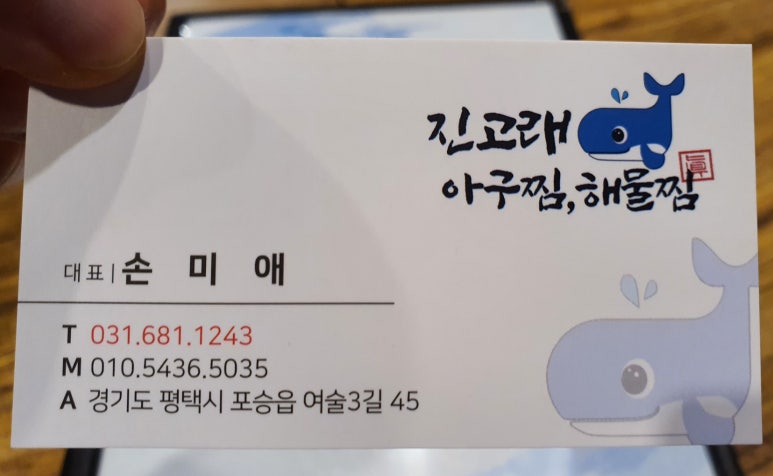 진고래
眞
아구찜,해물찜
대표 | 손 미 애
T 031.681.1243
M 010.5436.5035
A 경기도 평택시 포승읍 여술3길 45